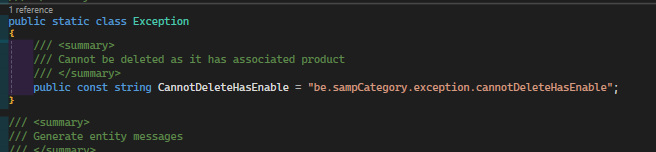 1 reference
public static class Exception
{
/// <summary>
/// Cannot be deleted as it has associated product
/// </summary>
public const string CannotDeleteHasEnable = "be.sampCategory.exception.cannotDeleteHasEnable";
}
/// <summary>
/// Generate entity messages
/// </summary>